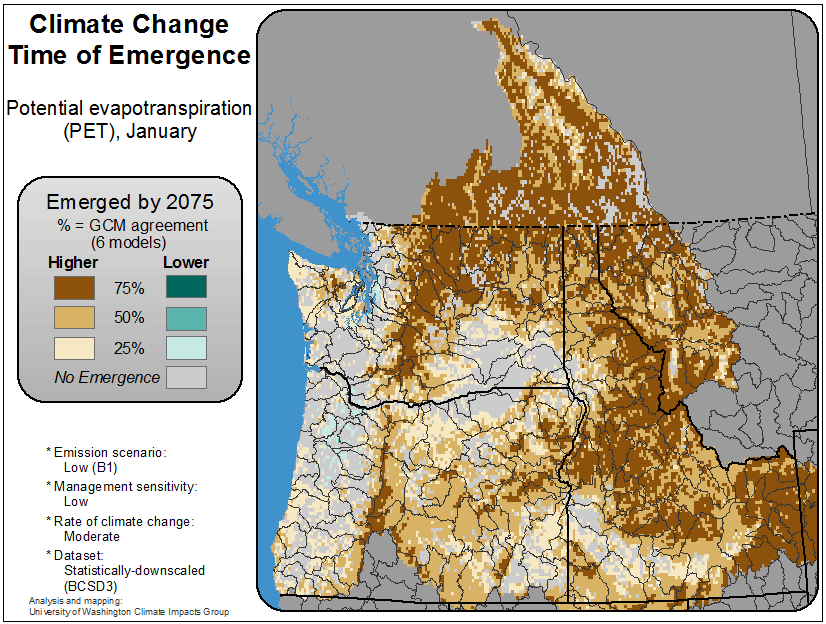 Climate Change
Time of Emergence
Potential evapotranspiration
(PET), January
Emerged by 2075
% = GCM agreement
(6 models)
Higher Lower
75%
50%
25%
No Emergence
* Emission scenario:
Low (B1)
* Management sensitivity:
Low
* Rate of climate change:
Moderate
* Dataset:
Statistically-downscaled
(BCSD3)
Analysis and mapping:
University of Washington Climate Impacts Group